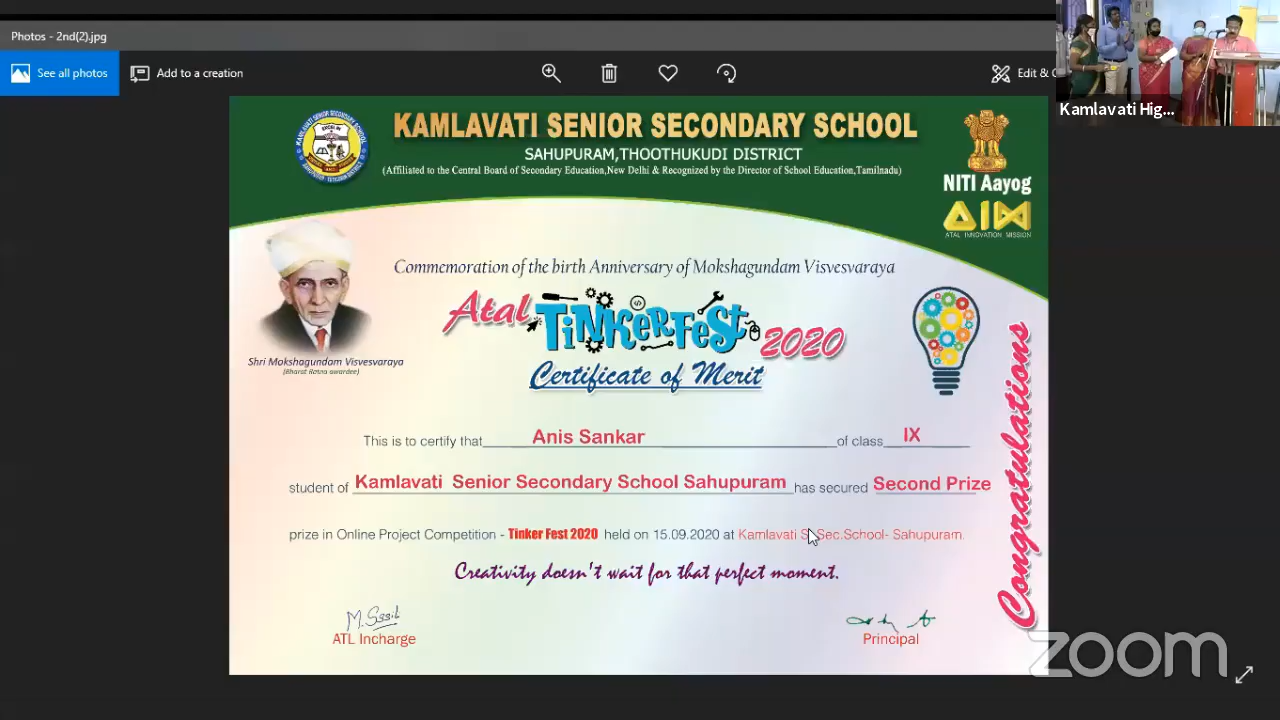 Photos - 2nd(2).jpg
See all photos
Add to a creation
Edit & C
Kamlavati Hig...
KAMLAVATI SENIOR SECONDARY SCHOOL
SAHUPURAM,THOOTHUKUDI DISTRICT
(Affiliated to the Central Board of Secondary Education,New Delhi & Recognized by the Director of School Education,Tamilnadu)
NITI Aayog
AIM
ATAL INNOVATION MISSION
Commemoration of the birth Anniversary of Mokshagundam Visvesvaraya
Atal TiNKERFEST 2020
Certificate of Merit
Shri Mokshagundam Visvesvaraya
(Bharat Ratna awardee)
This is to certify that Anis Sankar of class IX
student of Kamlavati Senior Secondary School Sahupuram has secured Second Prize
prize in Online Project Competition - Tinker Fest 2020 held on 15.09.2020 at Kamlavati S Sec.School- Sahupuram.
Creativity doesn't wait for that perfect moment.
Congratulations
ATL Incharge
Principal
zoom